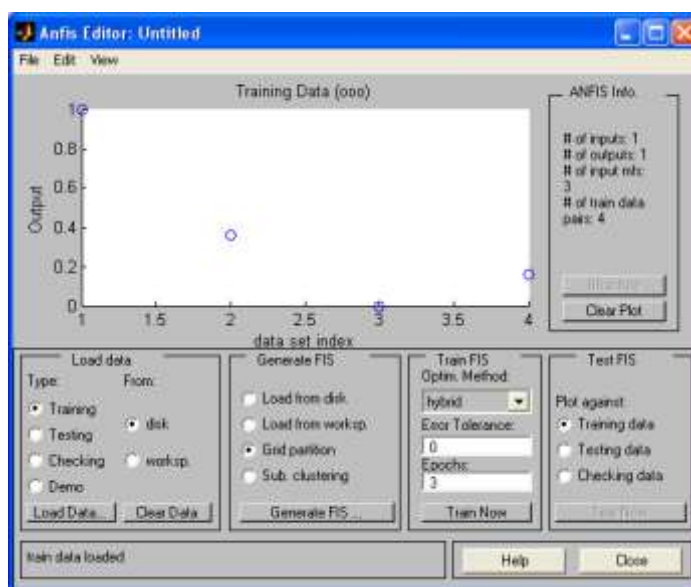 Anfis Editor: Untitled
File Edit View
Training Data (ooo)
1
0.8
0.6
0.4
0.2
0
Output
1 1.5 2 2.5 3 3.5 4
data set index
ANFIS Info.
# of inputs: 1
# of outputs: 1
# of input mfs:
3
# of train data
pairs: 4
Structure
Clear Plot
Load data
Type: From:
Training
disk
Testing
Checking
worksp.
Demo
Load Data... Clear Data
Generate FIS
Load from disk
Load from worksp.
Grid partition
Sub. clustering
Generate FIS ...
Train FIS
Optim. Method:
hybrid
Error Tolerance:
0
Epochs:
3
Train Now
Test FIS
Plot against:
Training data
Testing data
Checking data
Test Now
train data loaded
Help
Close